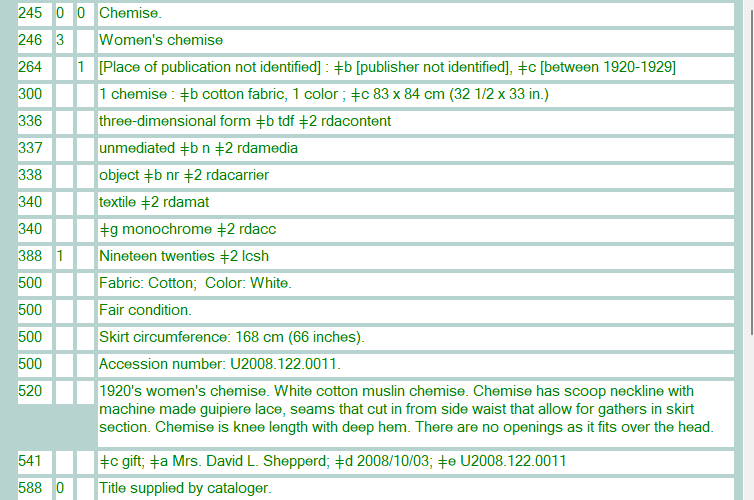 245 0 0 Chemise.
246 3 Women's chemise
264 1 [Place of publication not identified] : ǂb [publisher not identified], ǂc [between 1920-1929]
300 1 chemise : ǂb cotton fabric, 1 color ; ǂc 83 x 84 cm (32 1/2 x 33 in.)
336 three-dimensional form ǂb tdf ǂ2 rdacontent
337 unmediated ǂb n ǂ2 rdamedia
338 object ǂb nr ǂ2 rdacarrier
340 textile ǂ2 rdamat
340 ǂg monochrome ǂ2 rdacc
388 1 Nineteen twenties ǂ2 lcsh
500 Fabric: Cotton;  Color: White.
500 Fair condition.
500 Skirt circumference: 168 cm (66 inches).
500 Accession number: U2008.122.0011.
520 1920's women's chemise. White cotton muslin chemise. Chemise has scoop neckline with
machine made guipiere lace, seams that cut in from side waist that allow for gathers in skirt
section. Chemise is knee length with deep hem. There are no openings as it fits over the head.
541 ǂc gift; ǂa Mrs. David L. Shepperd; ǂd 2008/10/03; ǂe U2008.122.0011
588 0 Title supplied by cataloger.